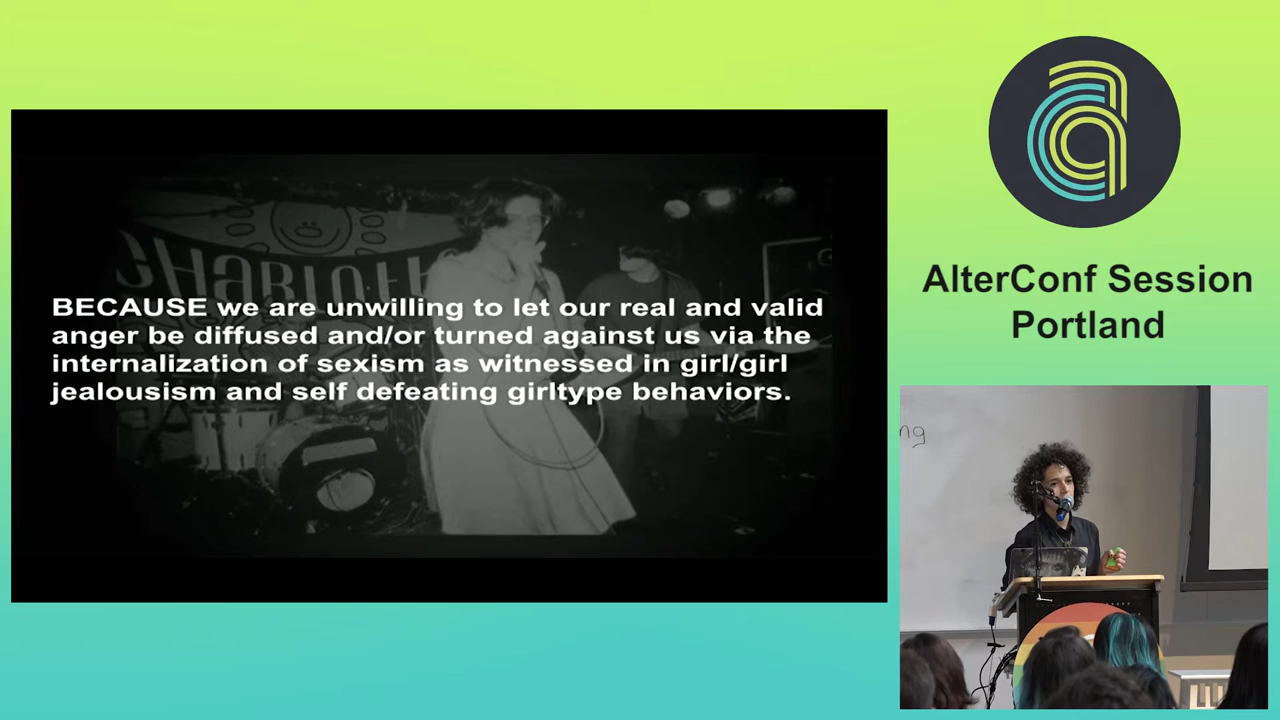 AlterConf Session
Portland
BECAUSE we are unwilling to let our real and valid
anger be diffused and/or turned against us via the
internalization of sexism as witnessed in girl/girl
jealousism and self defeating girltype behaviors.
ng